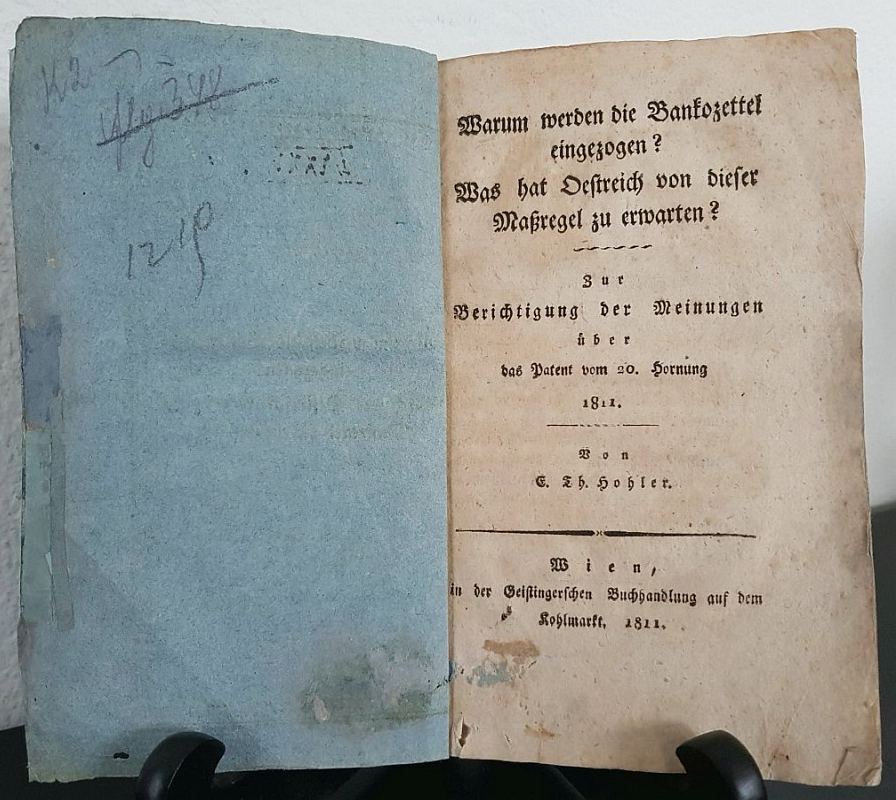 1210
Warum werden die Bankozettel
eingezogen?
Was hat Oestreich von dieser
Maßregel zu erwarten?
Zur
Berichtigung der Meinungen
über
das Patent vom 20. Hornung
1811.
Von
E. Th. Hohler.
Wien,
in der Geistingerschen Buchhandlung auf dem
Kohlmarkt, 1811.